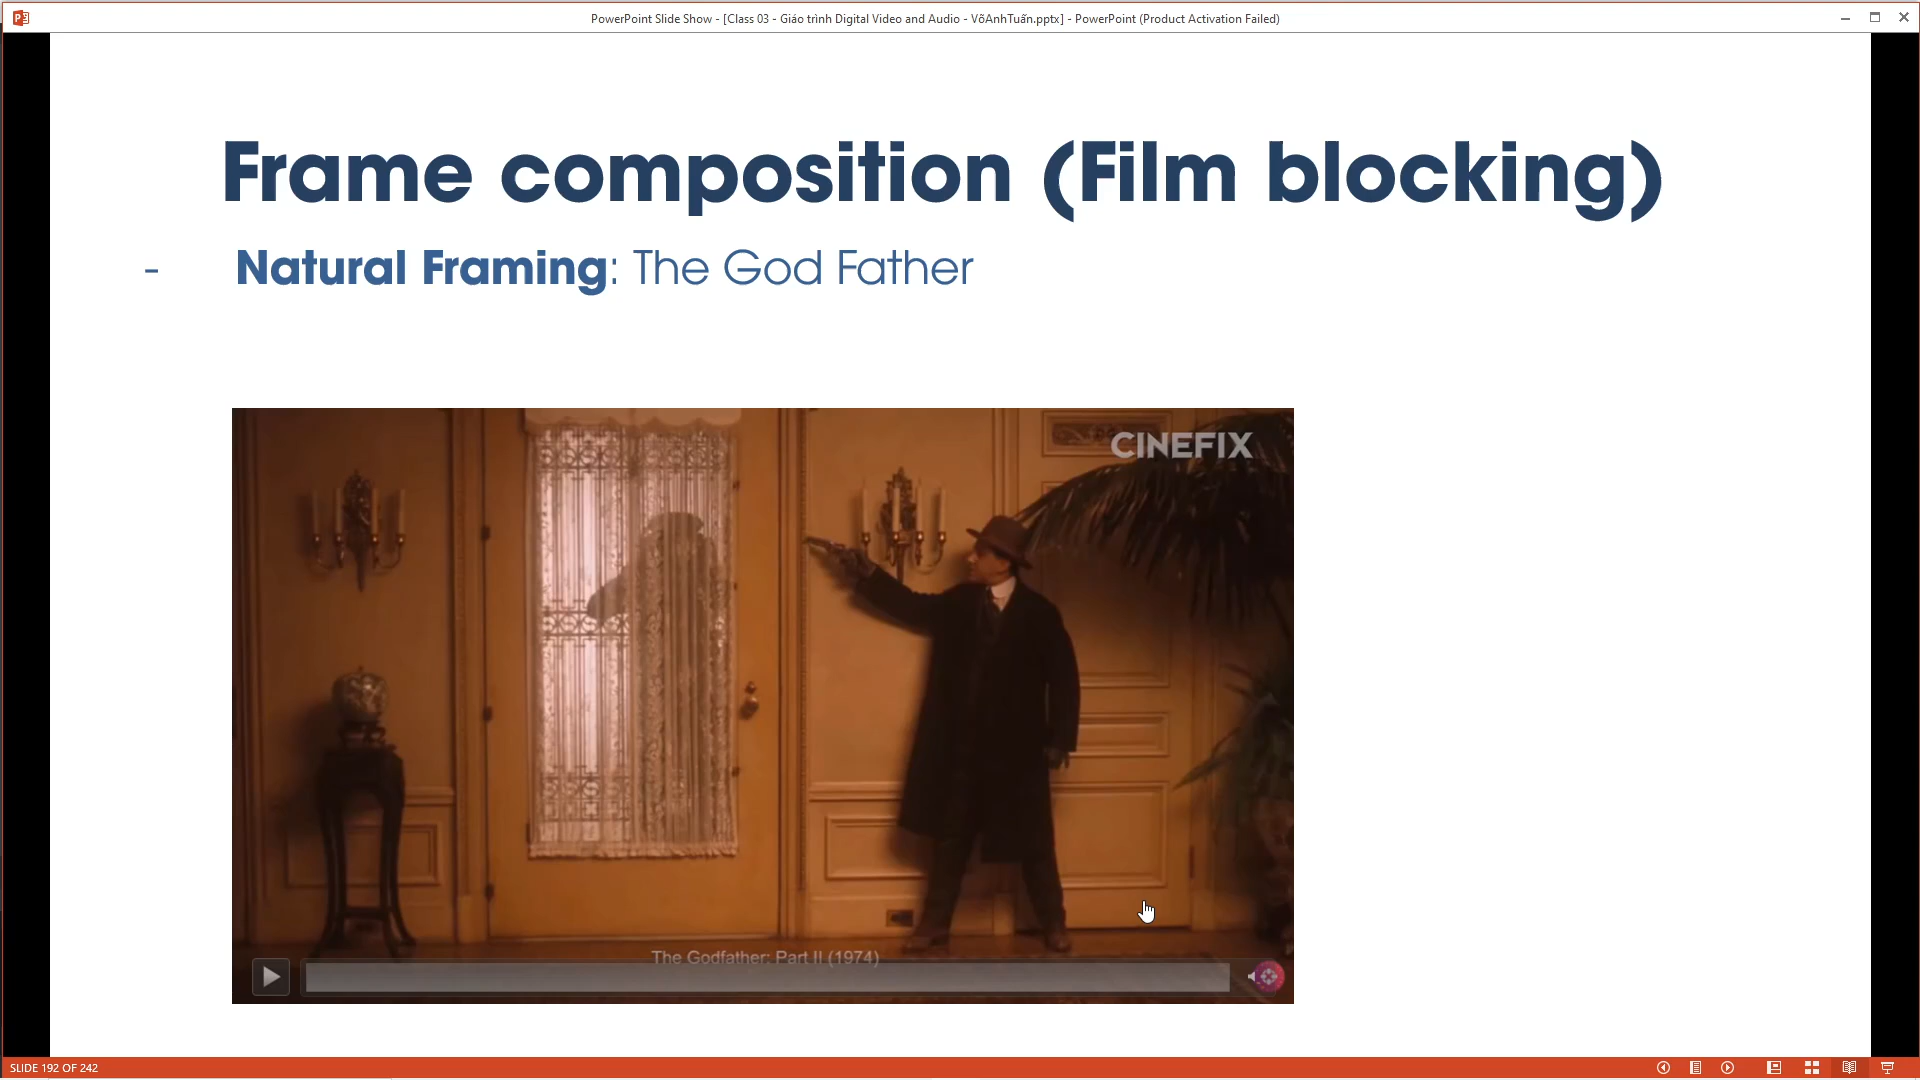 PowerPoint Slide Show - [Class 03 - Giáo trình Digital Video and Audio - VõAnhTuấn.pptx] - PowerPoint (Product Activation Failed)
Frame composition (Film blocking)
- Natural Framing: The God Father
CINEFIX
The Godfather: Part II (1974)
SLIDE 192 OF 242